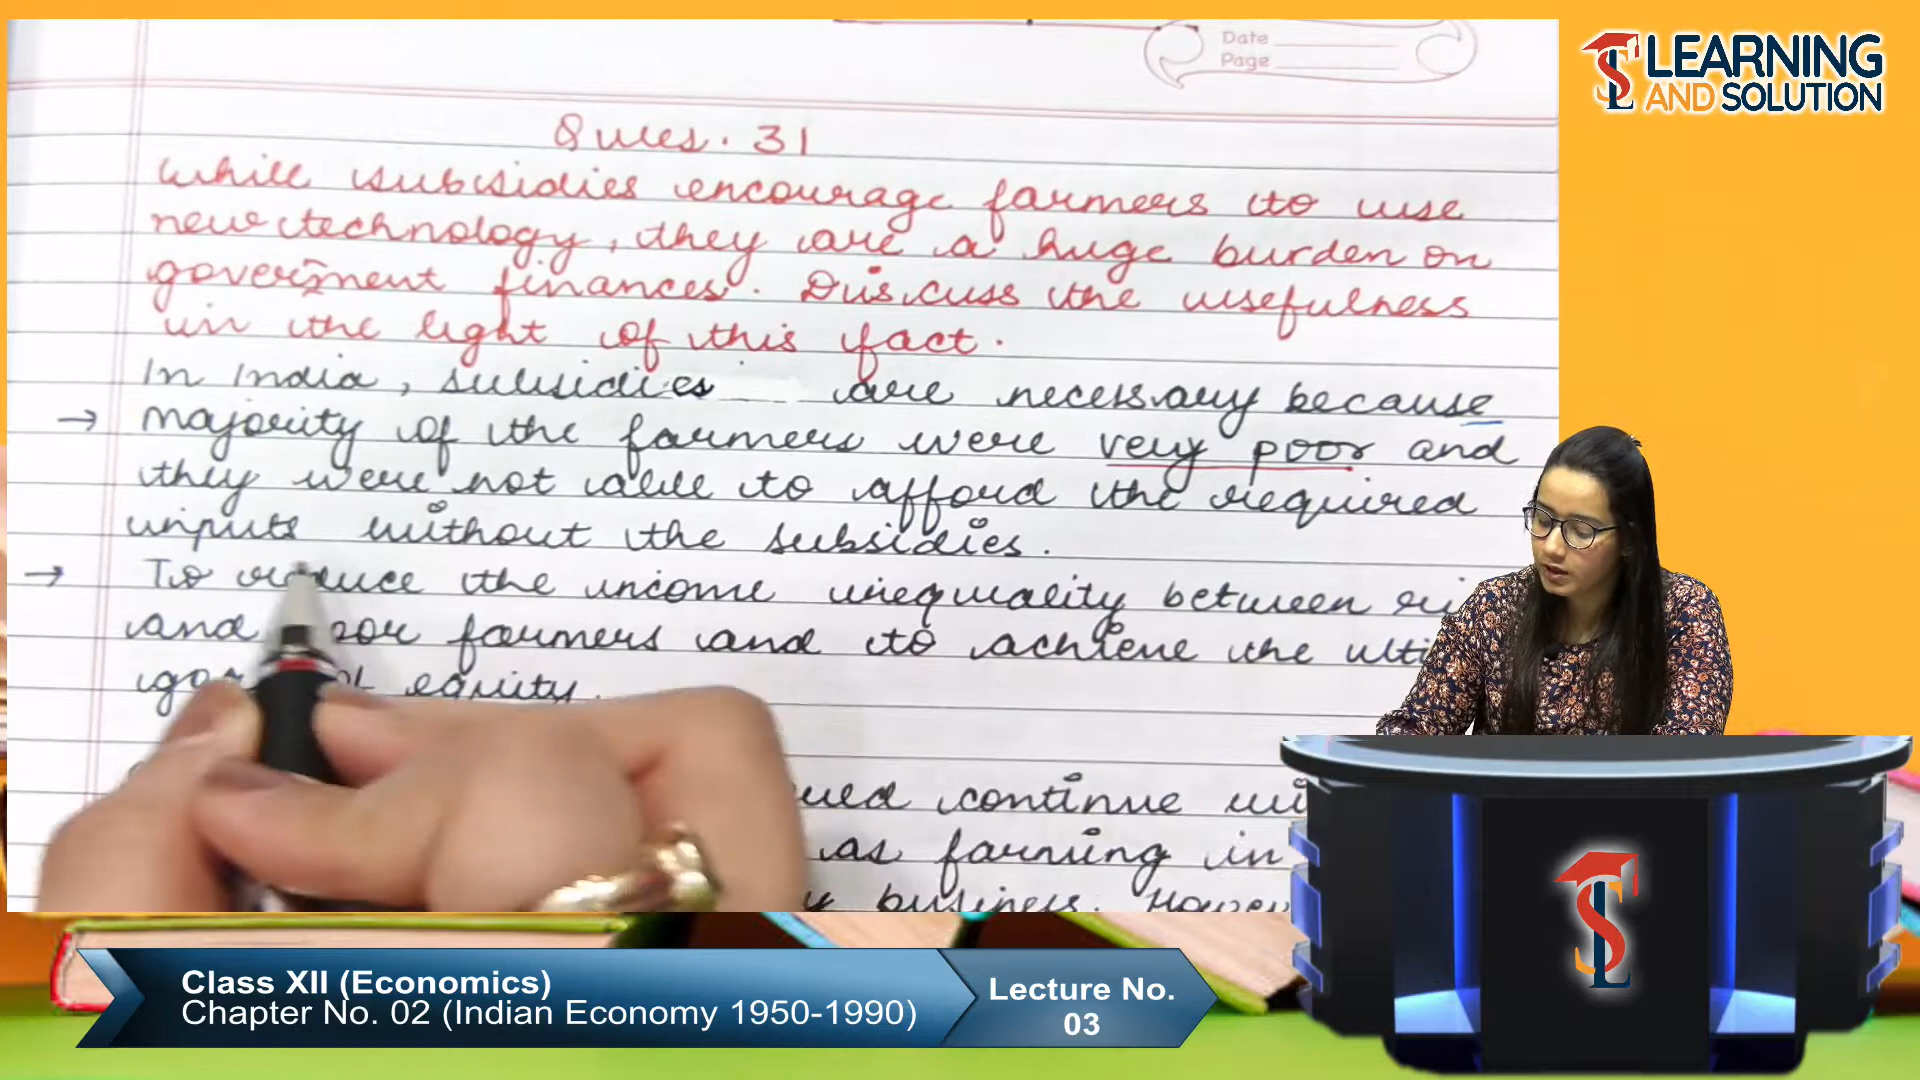 Date
Page
Ques. 31
While subsidies encourage farmers to use
new technology, they are a huge burden on
government finances. Discuss the usefulness
in the light of this fact.
In India, subsidies are necessary because
→ majority of the farmers were very poor and
they were not able to afford the required
inputs without the subsidies.
→ To reduce the income inequality between
and poor farmers and to achieve the
of equity.
continue
as farming in
business.
LEARNING
AND SOLUTION
Class XII (Economics)
Chapter No. 02 (Indian Economy 1950-1990)
Lecture No.
03